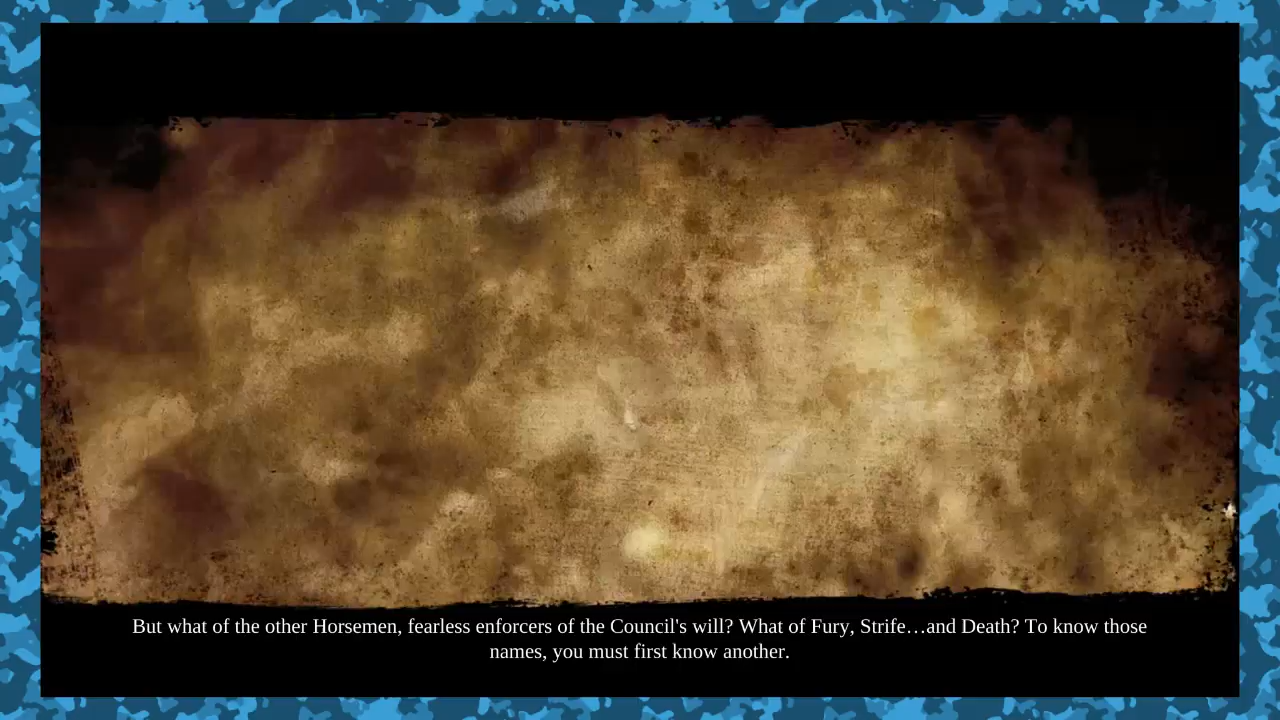 But what of the other Horsemen, fearless enforcers of the Council's will? What of Fury, Strife…and Death? To know those
names, you must first know another.